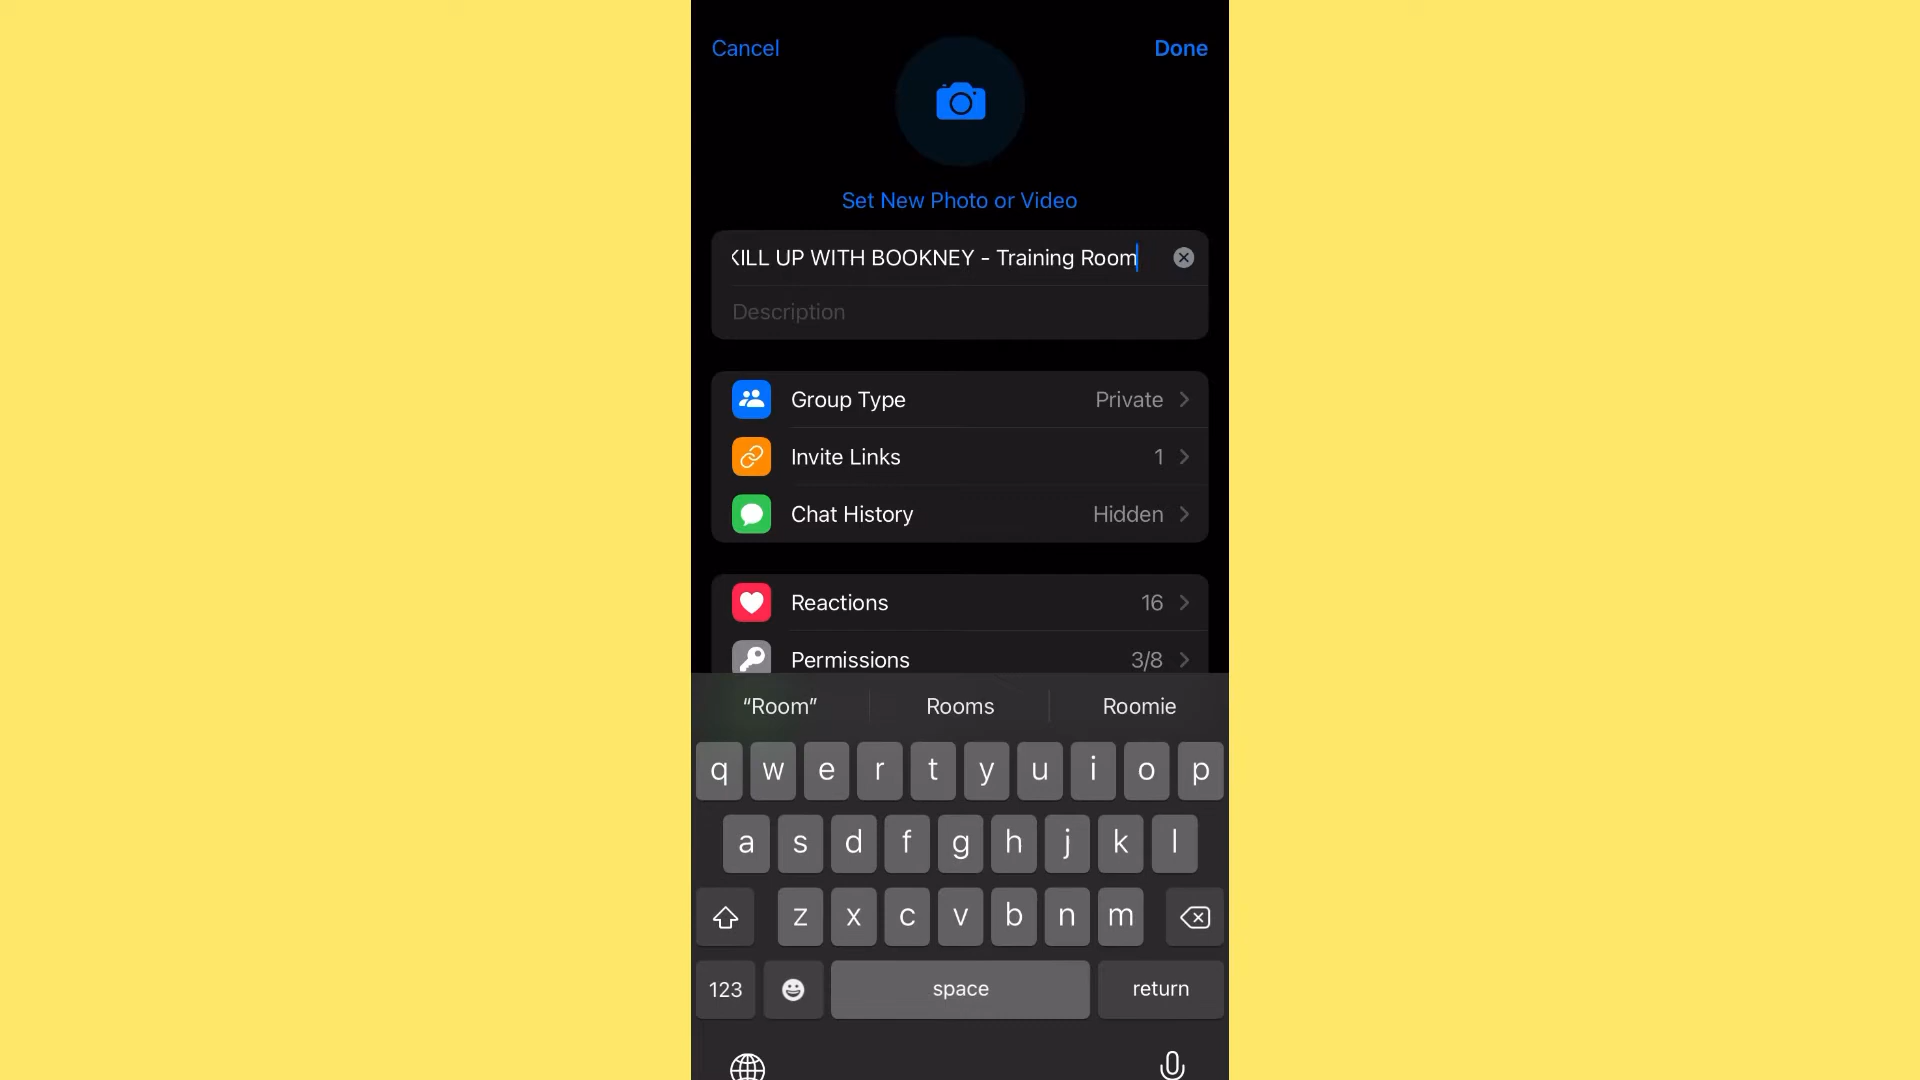 Cancel
Done
Set New Photo or Video
KILL UP WITH BOOKNEY - Training Room
Description
Group Type Private
Invite Links 1
Chat History Hidden
Reactions 16
Permissions 3/8
“Room” Rooms Roomie
q w e r t y u i o p
a s d f g h j k l
z x c v b n m
123 space return